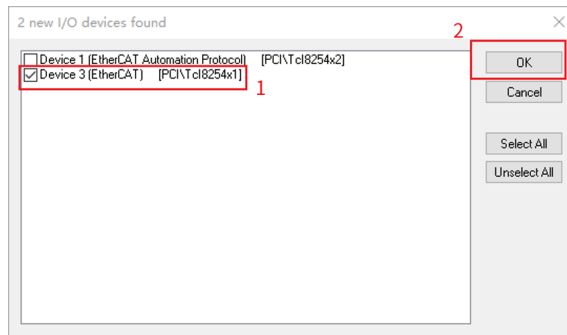 2 new I/O devices found
2
Device 1 (EtherCAT Automation Protocol) [PCI\TcI8254x2]
Device 3 (EtherCAT) [PCI\TcI8254x1]
1
OK
Cancel
Select All
Unselect All